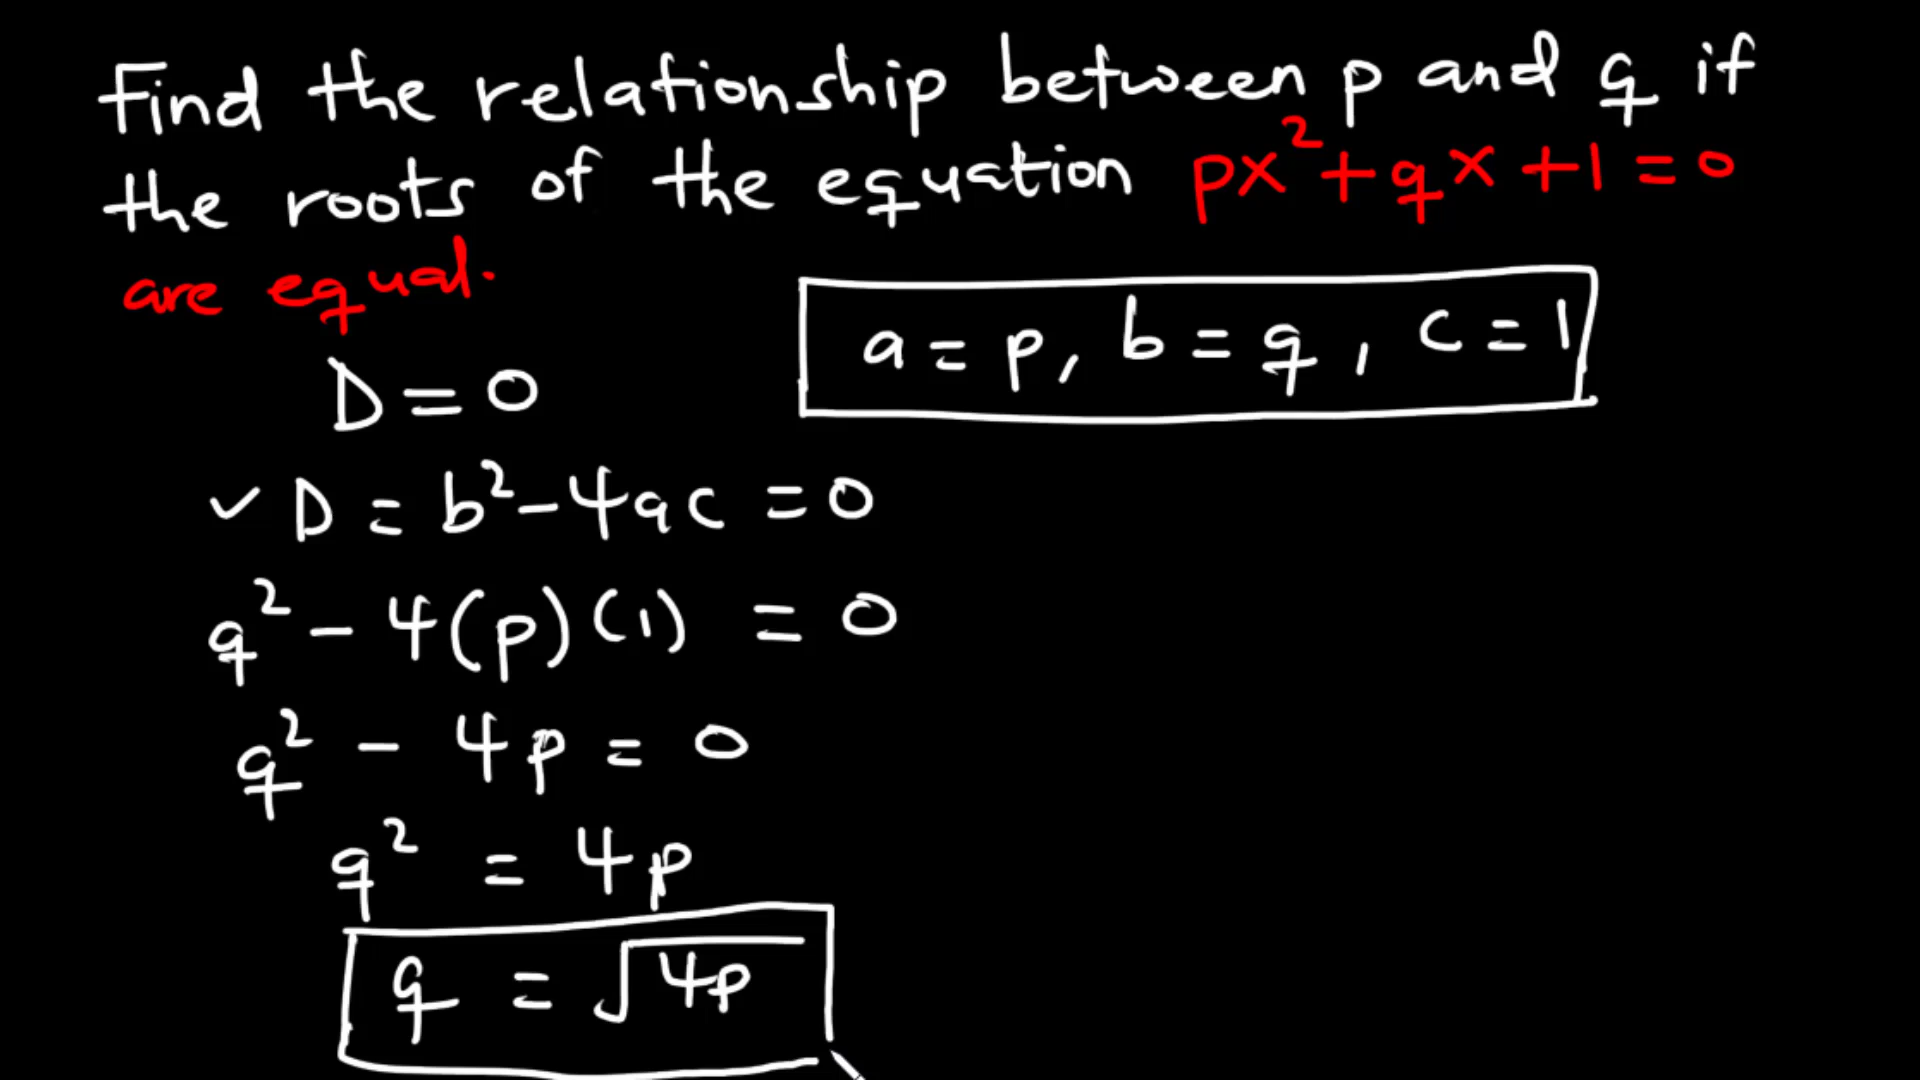 Find the relationship between p and q if
the roots of the equation px²+qx+1=0
are equal.
a=p, b=q, c=1
D=0
✓ D=b²-4ac=0
q²-4(p)(1)=0
q²-4p=0
q²=4p
q=√4p